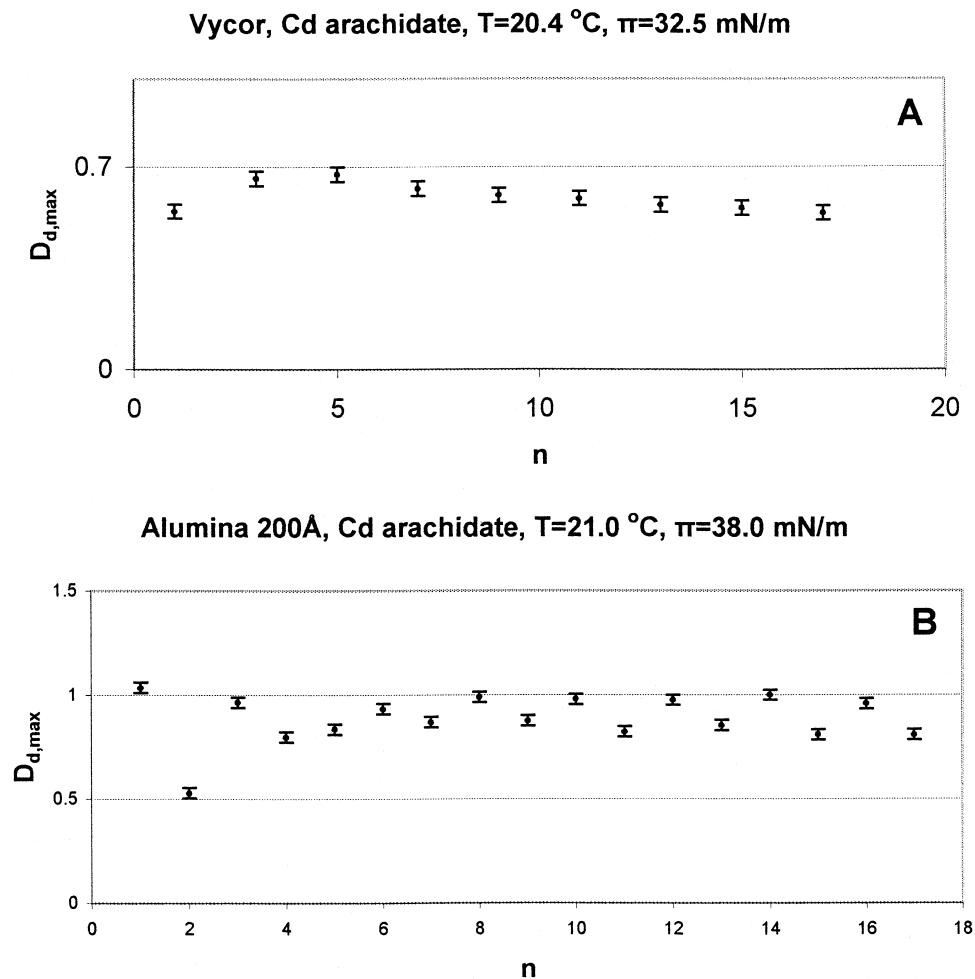 Vycor, Cd arachidate, T=20.4 °C, π=32.5 mN/m
A
0.7
0
D_d,max
0 5 10 15 20
n
Alumina 200Å, Cd arachidate, T=21.0 °C, π=38.0 mN/m
B
1.5
1
0.5
0
D_d,max
0 2 4 6 8 10 12 14 16 18
n